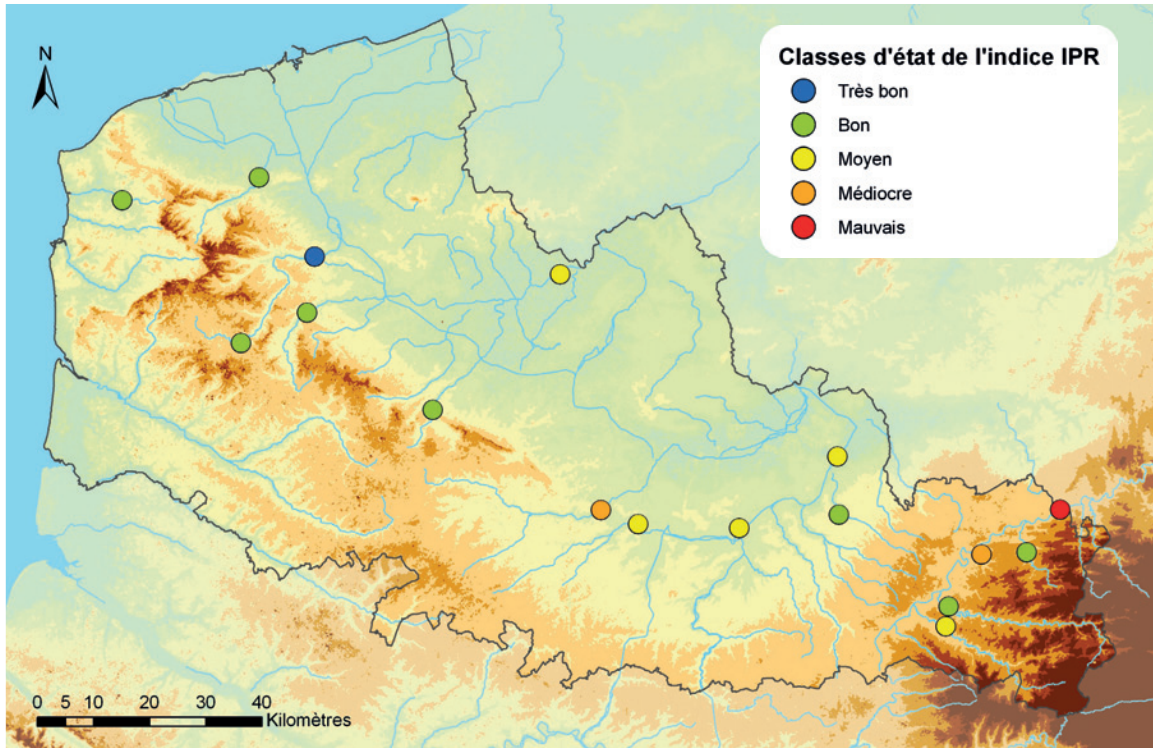 N
Classes d'état de l'indice IPR
Très bon
Bon
Moyen
Médiocre
Mauvais
0 5 10 20 30 40
Kilomètres